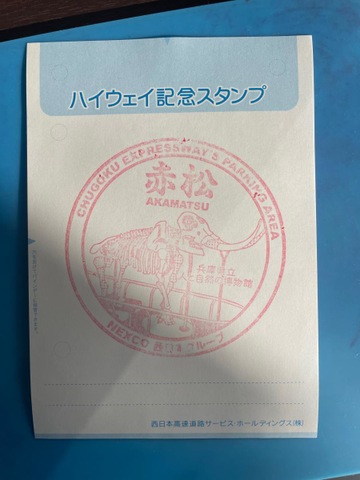 ハイウェイ記念スタンプ
CHUGOKU EXPRESSWAY'S PARKING AREA
赤松
AKAMATSU
兵庫県立
人と自然の博物館
NEXCO 西日本グループ
西日本高速道路サービス・ホールディングス(株)